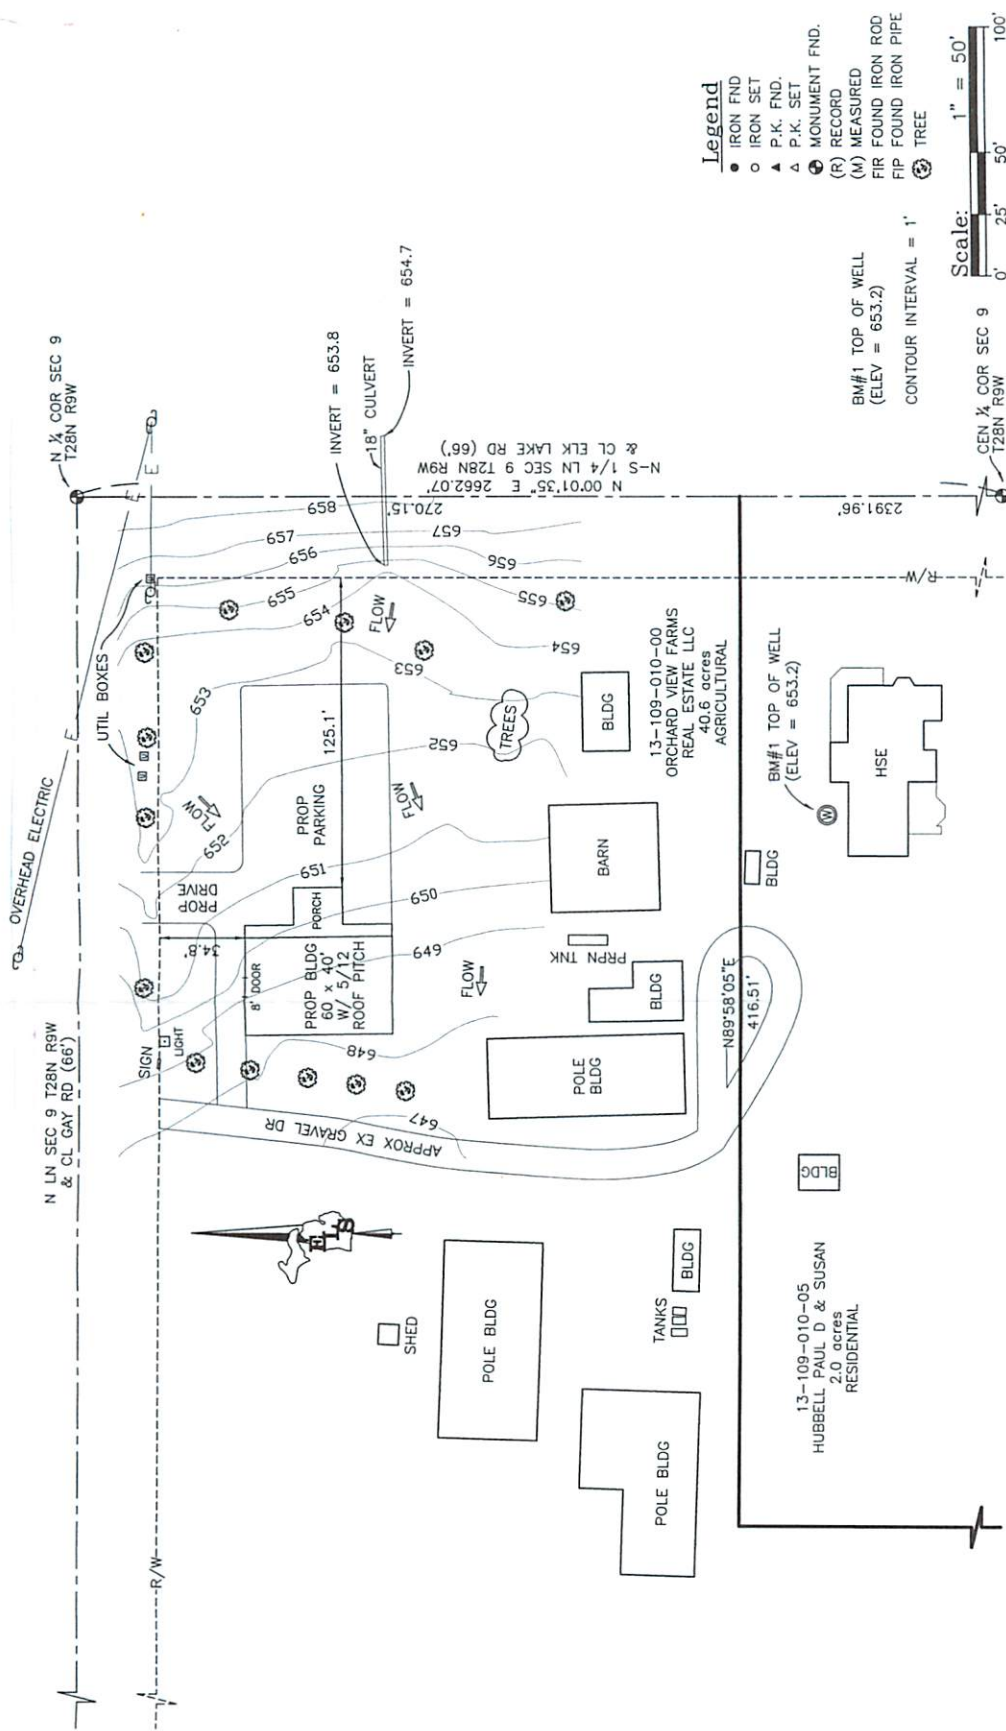 OVERHEAD ELECTRIC
N LN SEC 9 T28N R9W
& CL GAY RD (66')
N ¼ COR SEC 9
T28N R9W
E
E
E
R/W
UTIL BOXES
SIGN
LIGHT
34.8'
8' DOOR
PROP BLDG
60 x 40'
W/ 5/12
ROOF PITCH
PORCH
PROP
DRIVE
PROP
PARKING
125.1'
FLOW
FLOW
FLOW
FLOW
647
648
649
650
651
652
652
653
653
654
654
655
655
656
656
657
657
658
INVERT = 653.8
18" CULVERT
INVERT = 654.7
N 00°01'35" E 2662.07'
N-S 1/4 LN SEC 9 T28N R9W
& CL ELK LAKE RD (66')
270.15'
2391.96'
R/W
APPROX EX GRAVEL DR
SHED
POLE BLDG
POLE BLDG
TANKS
BLDG
POLE
BLDG
BLDG
PRPN TNK
BARN
TREES
BLDG
13-109-010-00
ORCHARD VIEW FARMS
REAL ESTATE LLC
40.6 acres
AGRICULTURAL
N89°58'05"E
416.51'
BLDG
BLDG
BM#1 TOP OF WELL
(ELEV = 653.2)
W
HSE
13-109-010-05
HUBBELL PAUL D & SUSAN
2.0 acres
RESIDENTIAL
CEN ¼ COR SEC 9
T28N R9W
BM#1 TOP OF WELL
(ELEV = 653.2)
CONTOUR INTERVAL = 1'
Legend
IRON FND
IRON SET
P.K. FND.
P.K. SET
MONUMENT FND.
(R) RECORD
(M) MEASURED
FIR FOUND IRON ROD
FIP FOUND IRON PIPE
TREE
Scale: 1" = 50'
0' 25' 50' 100'